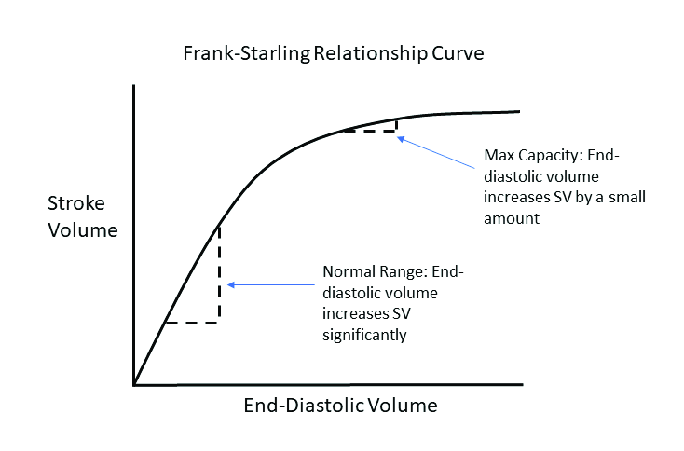 Frank-Starling Relationship Curve
Stroke
Volume
Max Capacity: End-
diastolic volume
increases SV by a small
amount
Normal Range: End-
diastolic volume
increases SV
significantly
End-Diastolic Volume